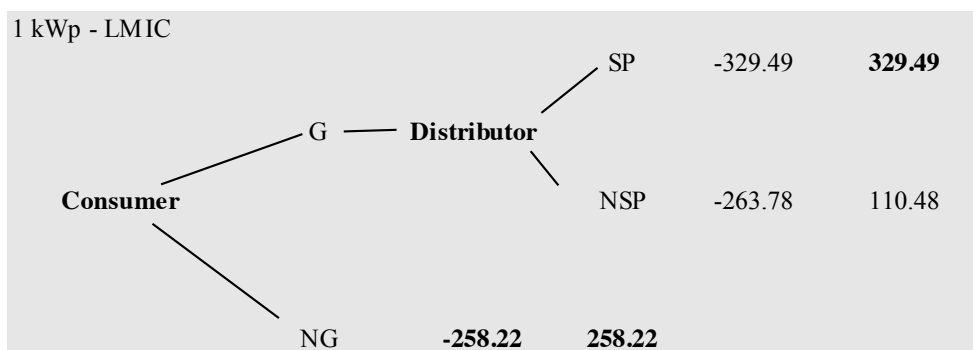 1 kWp - LMIC
SP -329.49 329.49
G Distributor
Consumer NSP -263.78 110.48
NG -258.22 258.22